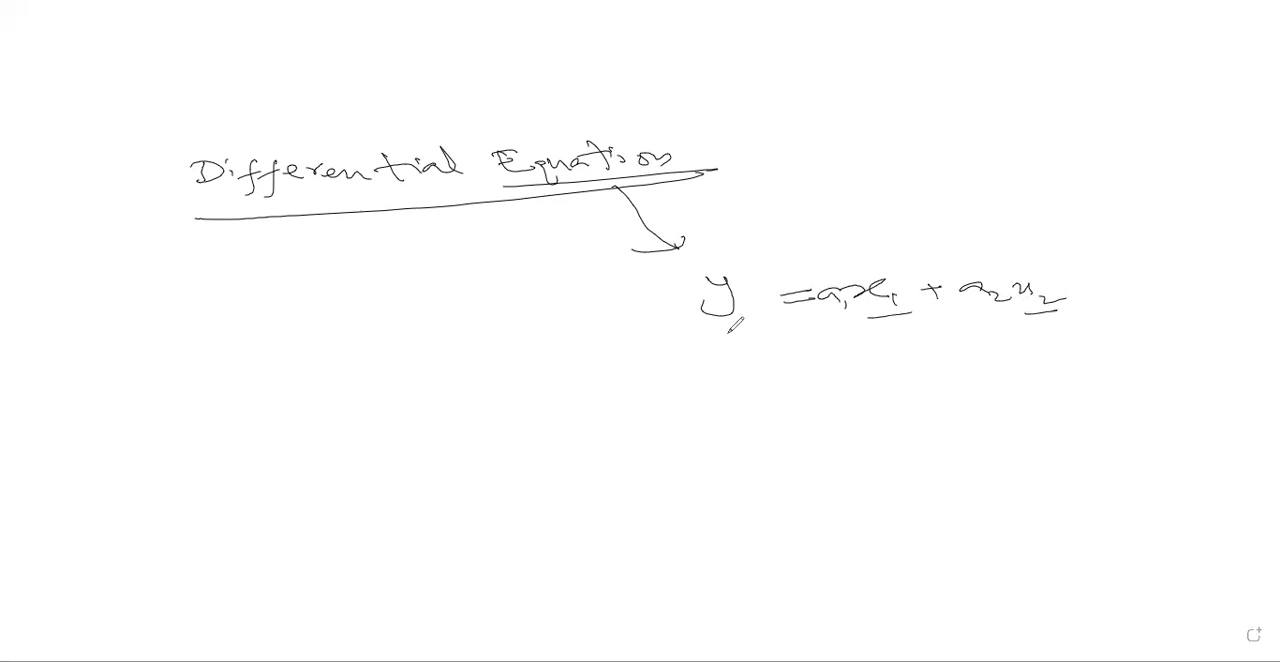 Differential Equation
y = a₁x₁ + a₂x₂